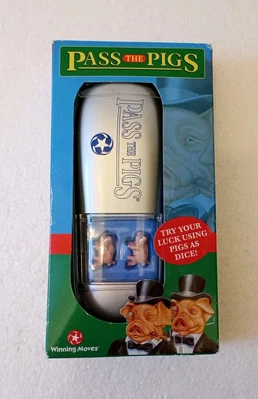 PASS THE PIGS
PASS THE PIGS
TRY YOUR
LUCK USING
PIGS AS
DICE!
Winning Moves